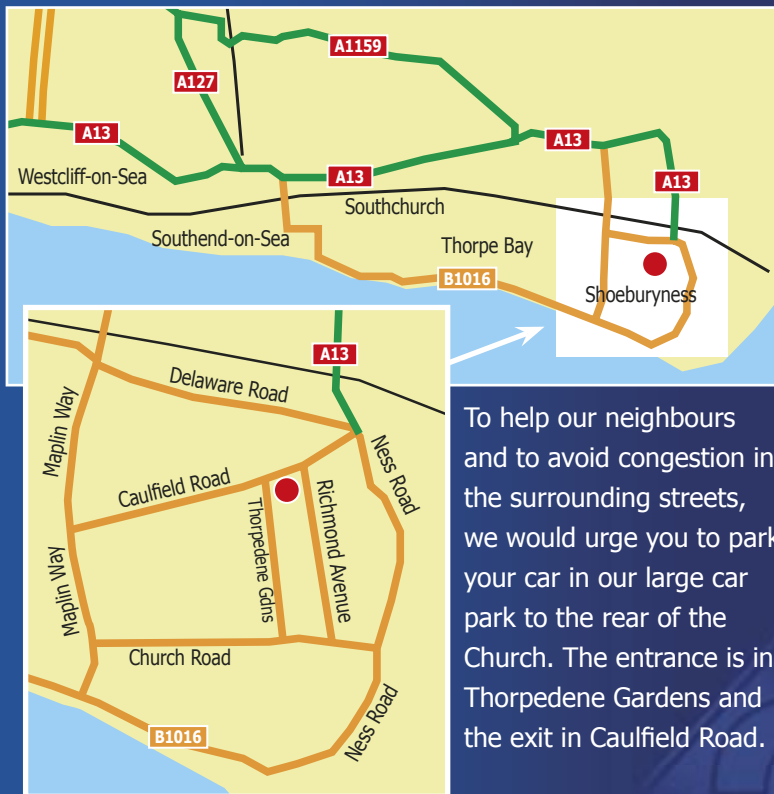 A1159
A127
A13
A13
A13
A13
Westcliff-on-Sea
Southchurch
Southend-on-Sea
Thorpe Bay
B1016
Shoeburyness
A13
Delaware Road
Maplin Way
Ness Road
Caulfield Road
Thorpedene Gdns
Richmond Avenue
Maplin Way
Church Road
Ness Road
B1016
To help our neighbours
and to avoid congestion in
the surrounding streets,
we would urge you to park
your car in our large car
park to the rear of the
Church. The entrance is in
Thorpedene Gardens and
the exit in Caulfield Road.